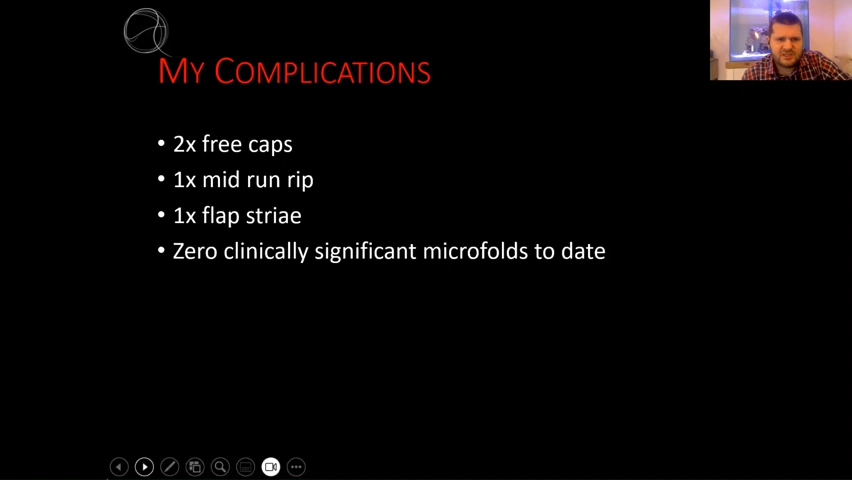 My Complications
• 2x free caps
• 1x mid run rip
• 1x flap striae
• Zero clinically significant microfolds to date